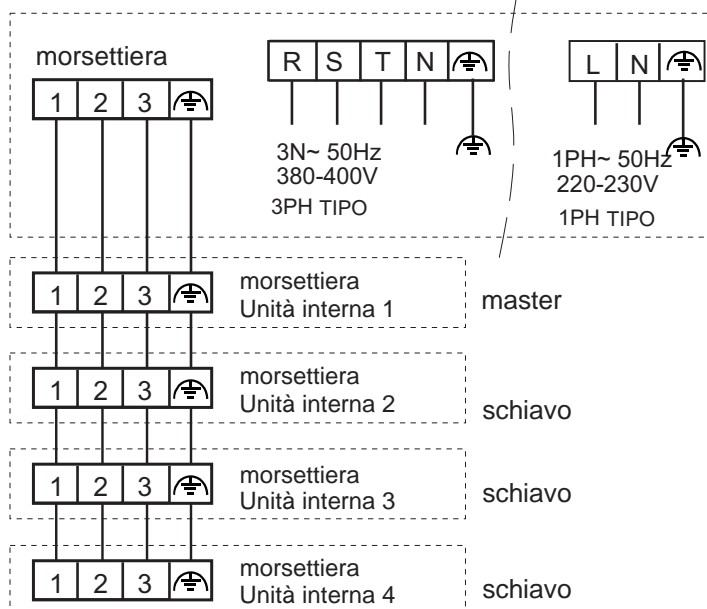 morsettiera
1 2 3
R S T N
L N
3N~ 50Hz
380-400V
3PH TIPO
1PH~ 50Hz
220-230V
1PH TIPO
1 2 3
morsettiera
Unità interna 1
master
1 2 3
morsettiera
Unità interna 2
schiavo
1 2 3
morsettiera
Unità interna 3
schiavo
1 2 3
morsettiera
Unità interna 4
schiavo